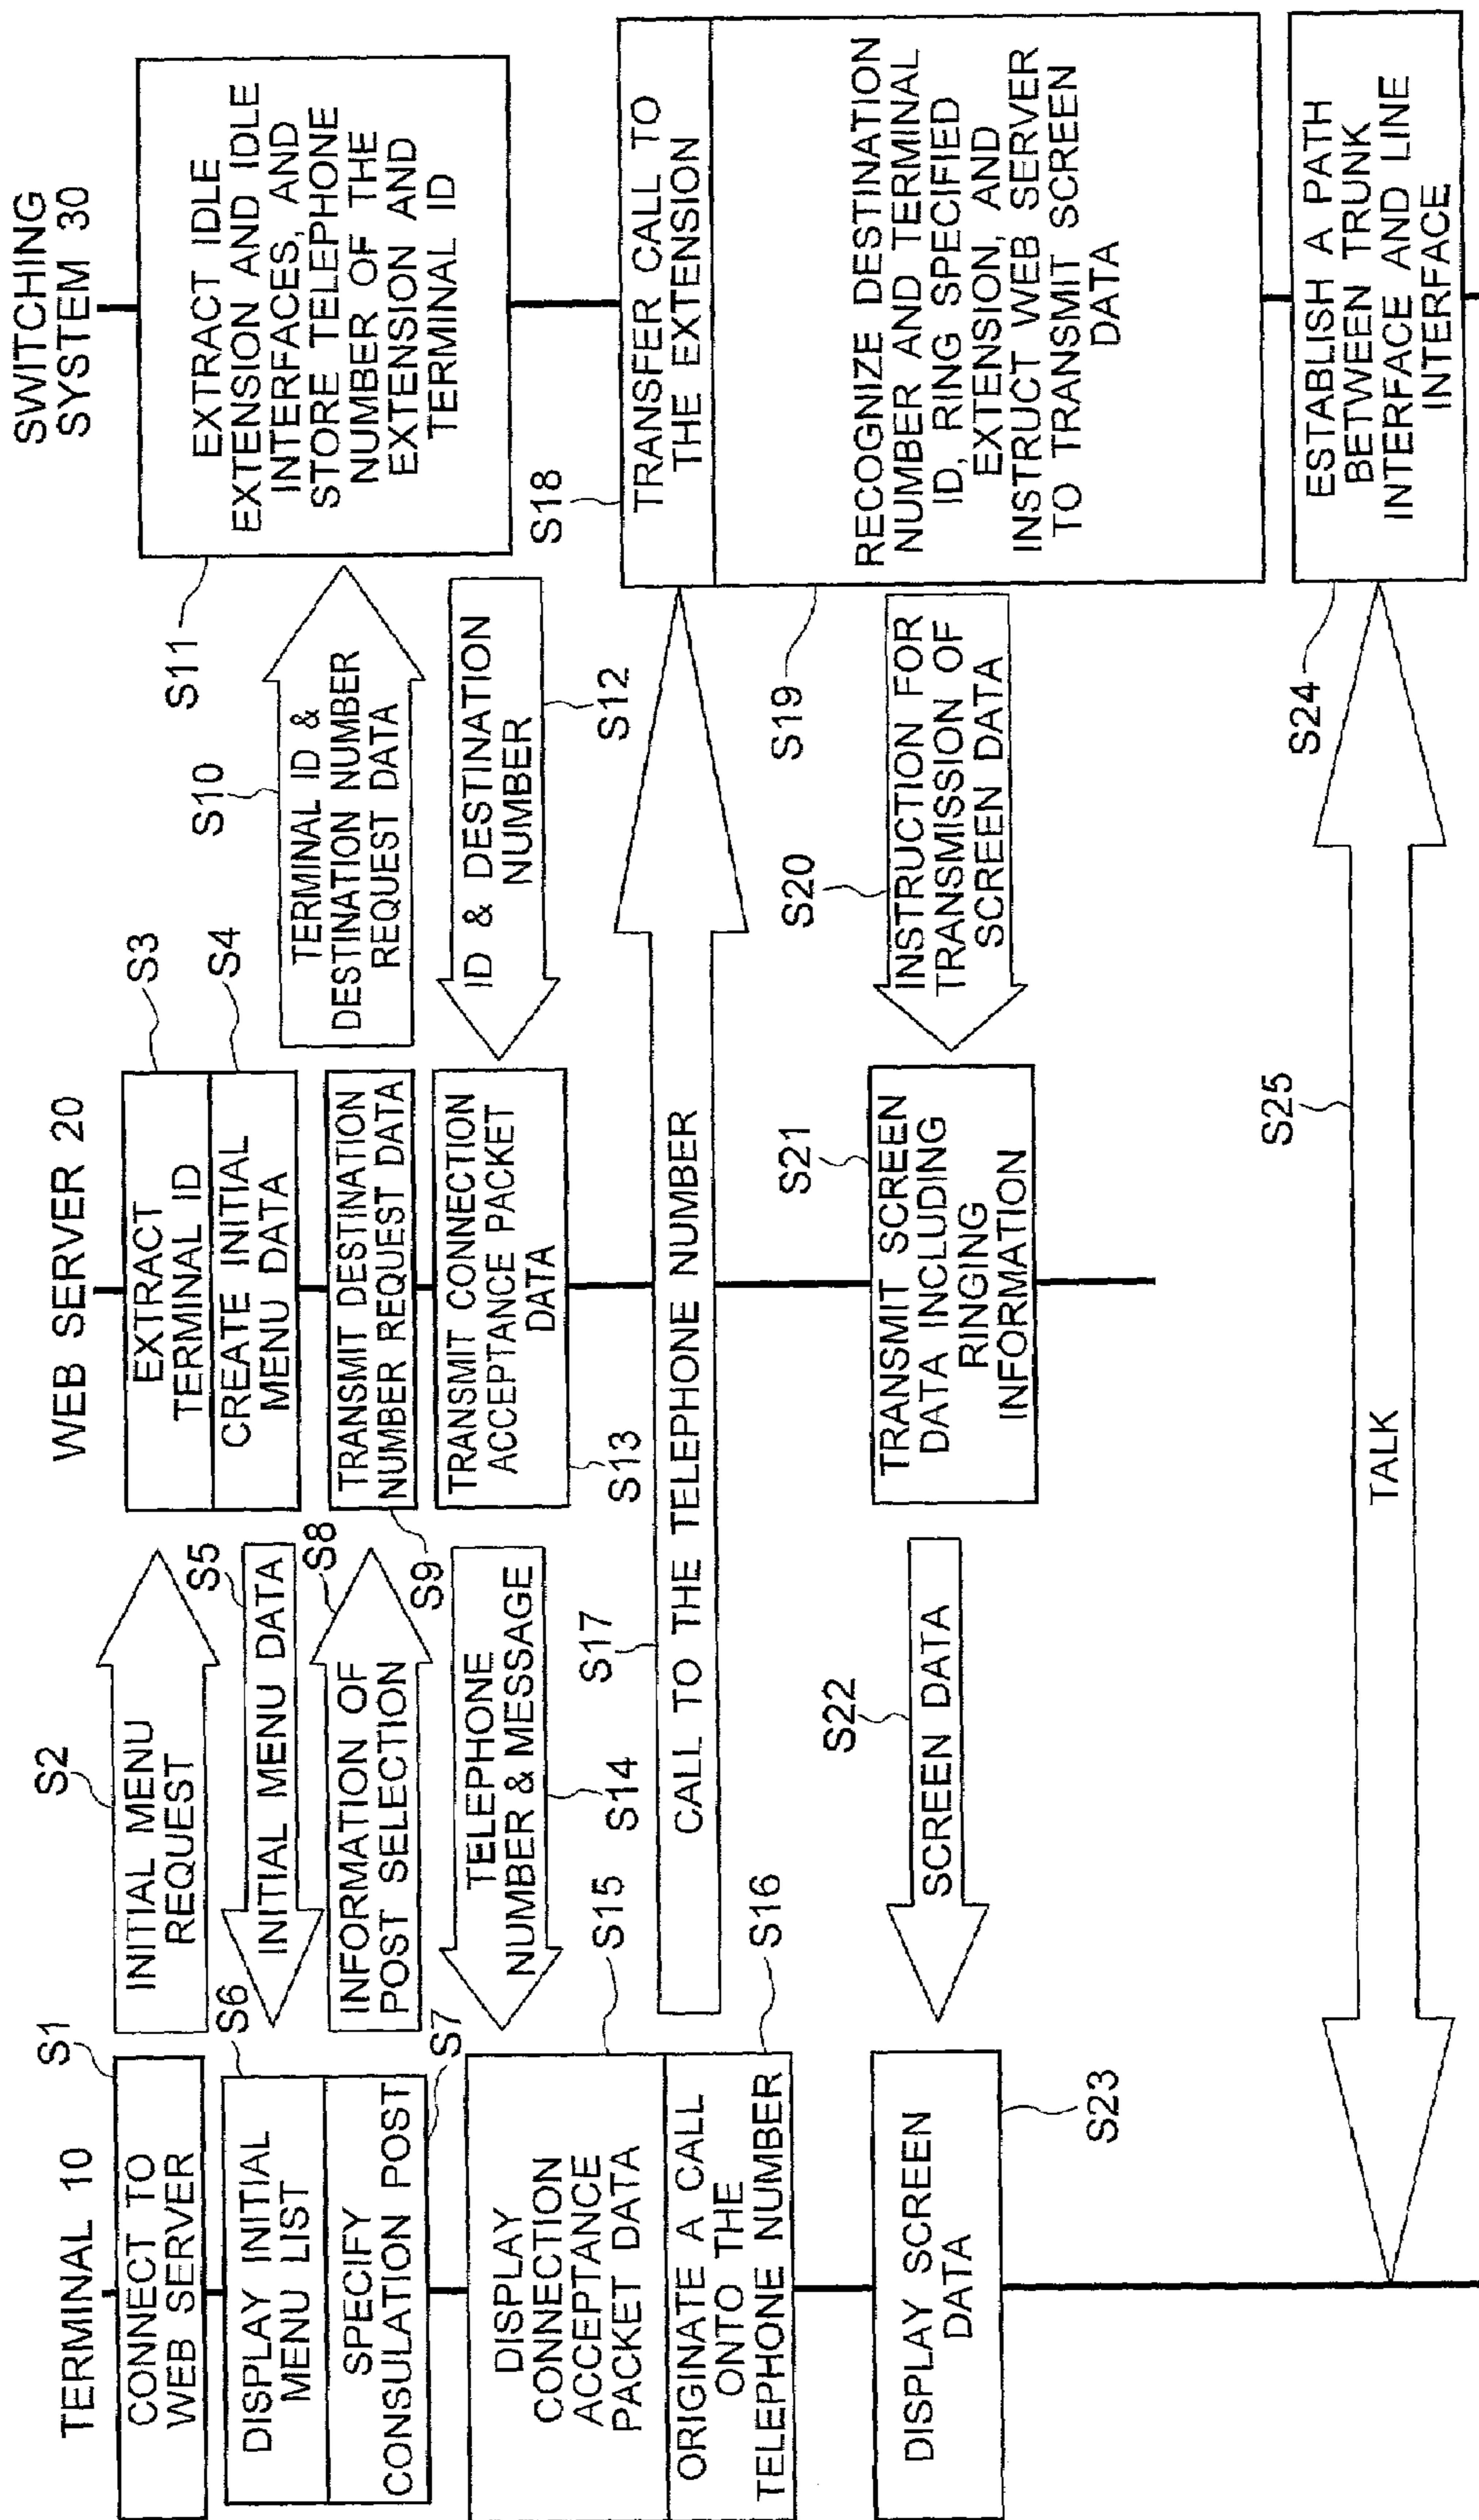 TERMINAL 10
WEB SERVER 20
SWITCHING
SYSTEM 30
S1
CONNECT TO
WEB SERVER
S2
INITIAL MENU
REQUEST
S3
EXTRACT
TERMINAL ID
S4
CREATE INITIAL
MENU DATA
S5
INITIAL MENU DATA
S6
DISPLAY INITIAL
MENU LIST
S7
SPECIFY
CONSULATION POST
S8
INFORMATION OF
POST SELECTION
S9
TRANSMIT DESTINATION
NUMBER REQUEST DATA
S10
TERMINAL ID &
DESTINATION NUMBER
REQUEST DATA
S11
EXTRACT IDLE
EXTENSION AND IDLE
INTERFACES, AND
STORE TELEPHONE
NUMBER OF THE
EXTENSION AND
TERMINAL ID
S12
ID & DESTINATION
NUMBER
S13
TRANSMIT CONNECTION
ACCEPTANCE PACKET
DATA
S14
TELEPHONE
NUMBER & MESSAGE
S15
DISPLAY
CONNECTION
ACCEPTANCE
PACKET DATA
S16
ORIGINATE A CALL
ONTO THE
TELEPHONE NUMBER
S17
CALL TO THE TELEPHONE NUMBER
S18
TRANSFER CALL TO
THE EXTENSION
S19
RECOGNIZE DESTINATION
NUMBER AND TERMINAL
ID, RING SPECIFIED
EXTENSION, AND
INSTRUCT WEB SERVER
TO TRANSMIT SCREEN
DATA
S20
INSTRUCTION FOR
TRANSMISSION OF
SCREEN DATA
S21
TRANSMIT SCREEN
DATA INCLUDING
RINGING
INFORMATION
S22
SCREEN DATA
S23
DISPLAY SCREEN
DATA
S24
ESTABLISH A PATH
BETWEEN TRUNK
INTERFACE AND LINE
INTERFACE
S25
TALK